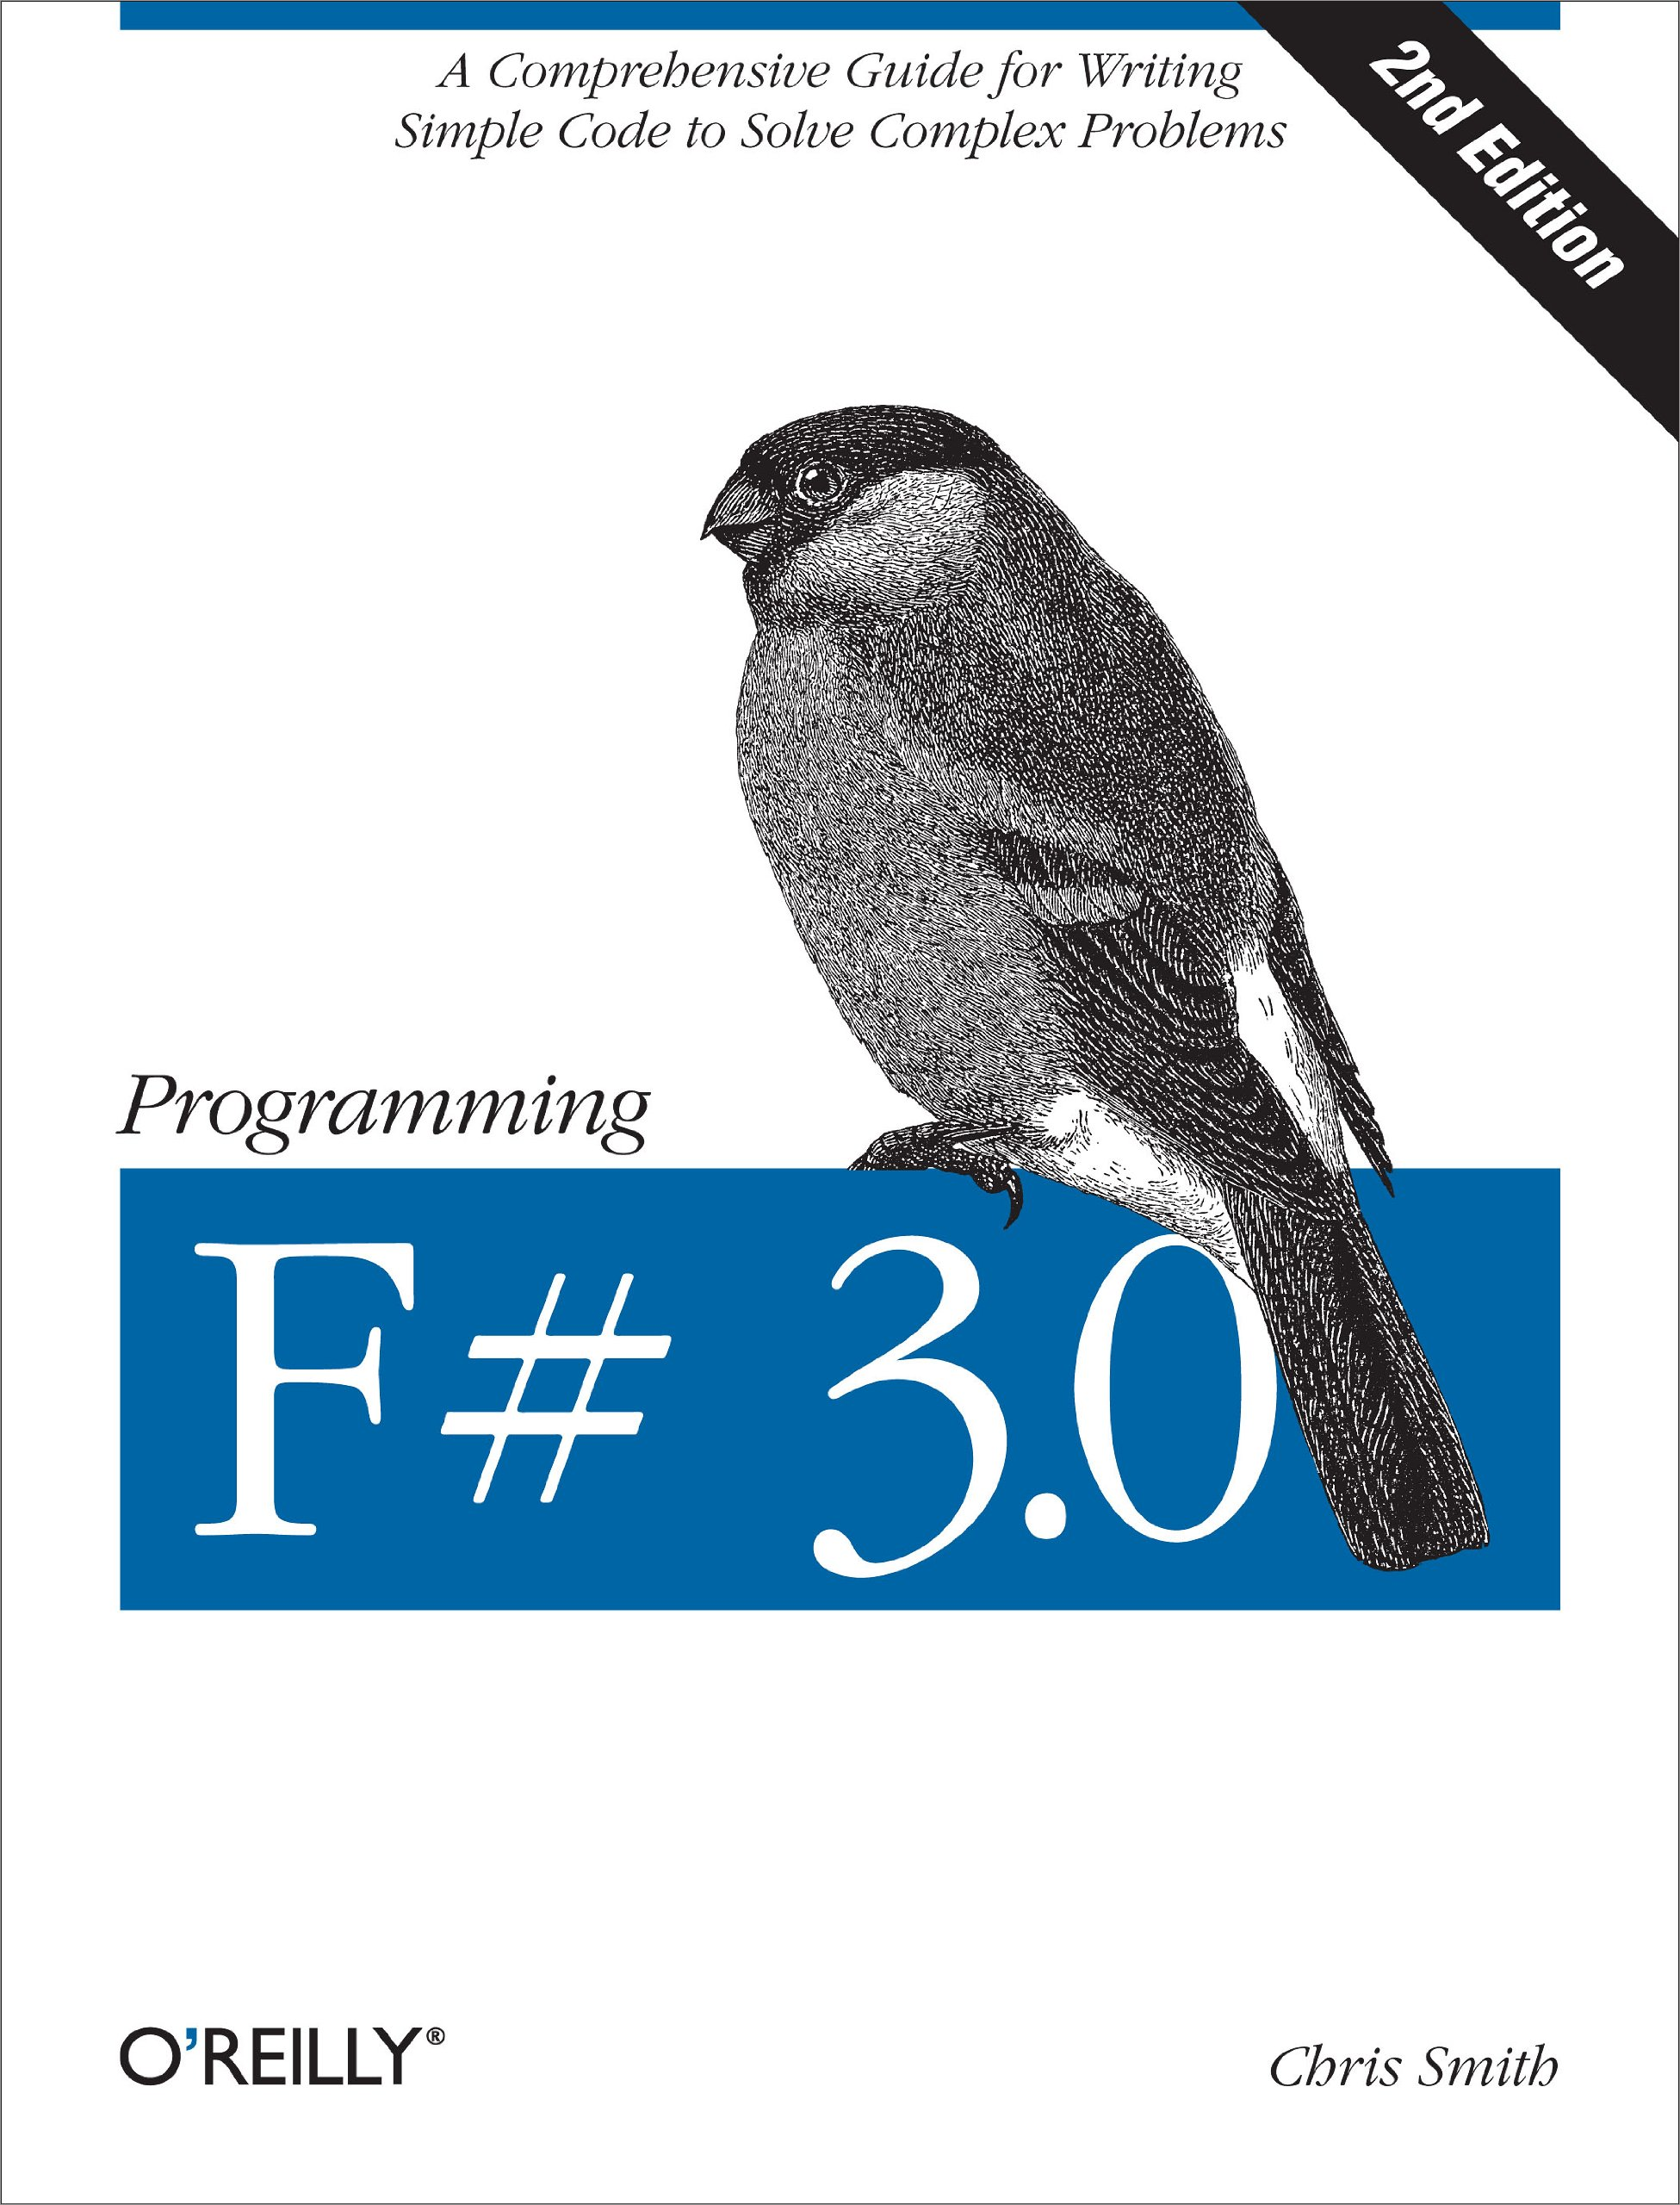 A Comprehensive Guide for Writing
Simple Code to Solve Complex Problems
2nd Edition
Programming
F# 3.0
O'REILLY®
Chris Smith